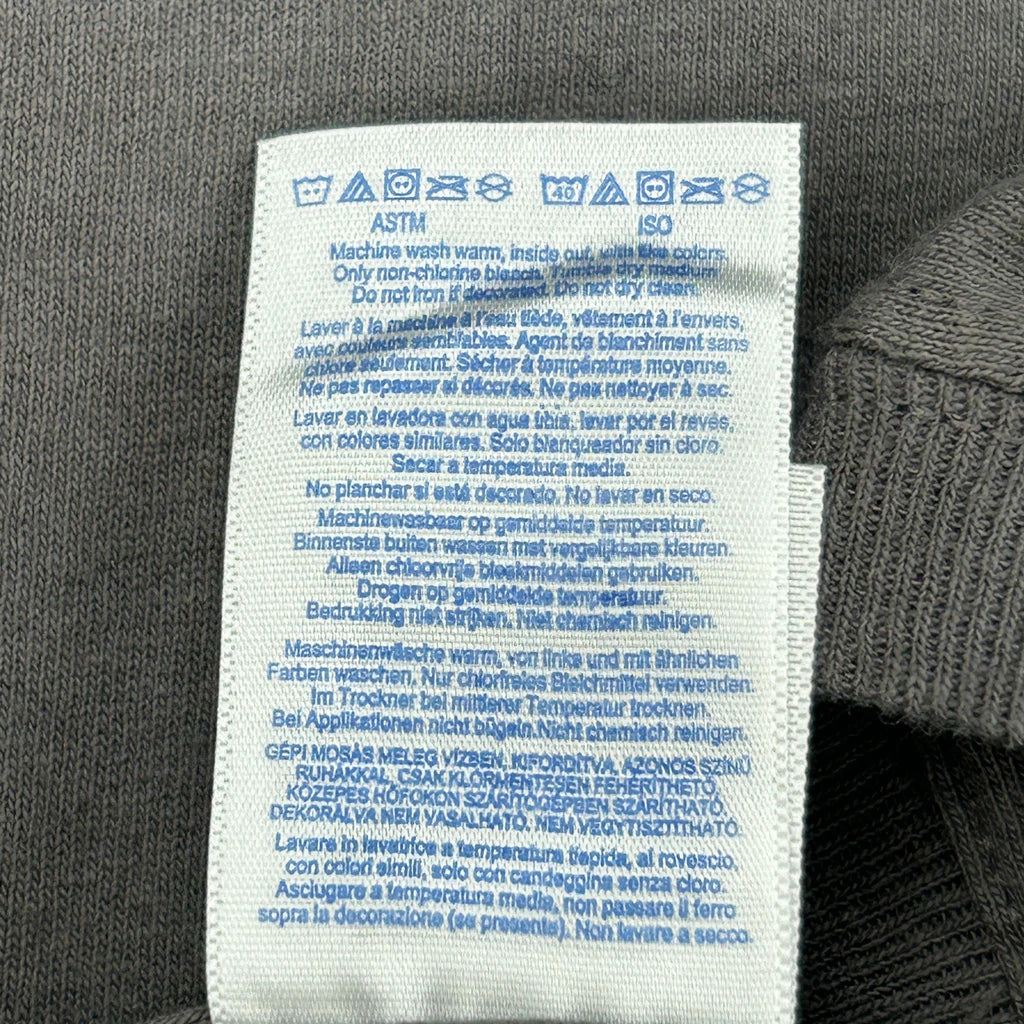 40
ASTM ISO
Machine wash warm, inside out, with like colors.
Only non-chlorine bleach. Tumble dry medium.
Do not iron if decorated. Do not dry clean.
Laver à la machine à l'eau tiède, vêtement à l'envers,
avec couleurs semblables. Agent de blanchiment sans
chlore seulement. Sécher à température moyenne.
Ne pas repasser si décorés. Ne pas nettoyer à sec.
Lavar en lavadora con agua tibia, lavar por el revés,
con colores similares. Solo blanqueador sin cloro.
Secar a temperatura media.
No planchar si está decorado. No lavar en seco.
Machinewasbaar op gemiddelde temperatuur.
Binnenste buiten wassen met vergelijkbare kleuren.
Alleen chloorvrije bleekmiddelen gebruiken.
Drogen op gemiddelde temperatuur.
Bedrukking niet strijken. Niet chemisch reinigen.
Maschinenwäsche warm, von links und mit ähnlichen
Farben waschen. Nur chlorfreies Bleichmittel verwenden.
Im Trockner bei mittlerer Temperatur trocknen.
Bei Applikationen nicht bügeln.Nicht chemisch reinigen.
GÉPI MOSÁS MELEG VÍZBEN, KIFORDÍTVA, AZONOS SZÍNŰ
RUHÁKKAL, CSAK KLÓRMENTESEN FEHÉRÍTHETŐ,
KÖZEPES HŐFOKON SZÁRÍTÓGÉPBEN SZÁRÍTHATÓ,
DEKORÁLVA NEM VASALHATÓ. NEM VEGYTISZTÍTHATÓ.
Lavare in lavatrice a temperatura tiepida, al rovescio,
con colori simili, solo con candeggina senza cloro.
Asciugare a temperatura media, non passare il ferro
sopra la decorazione (se presente). Non lavare a secco.